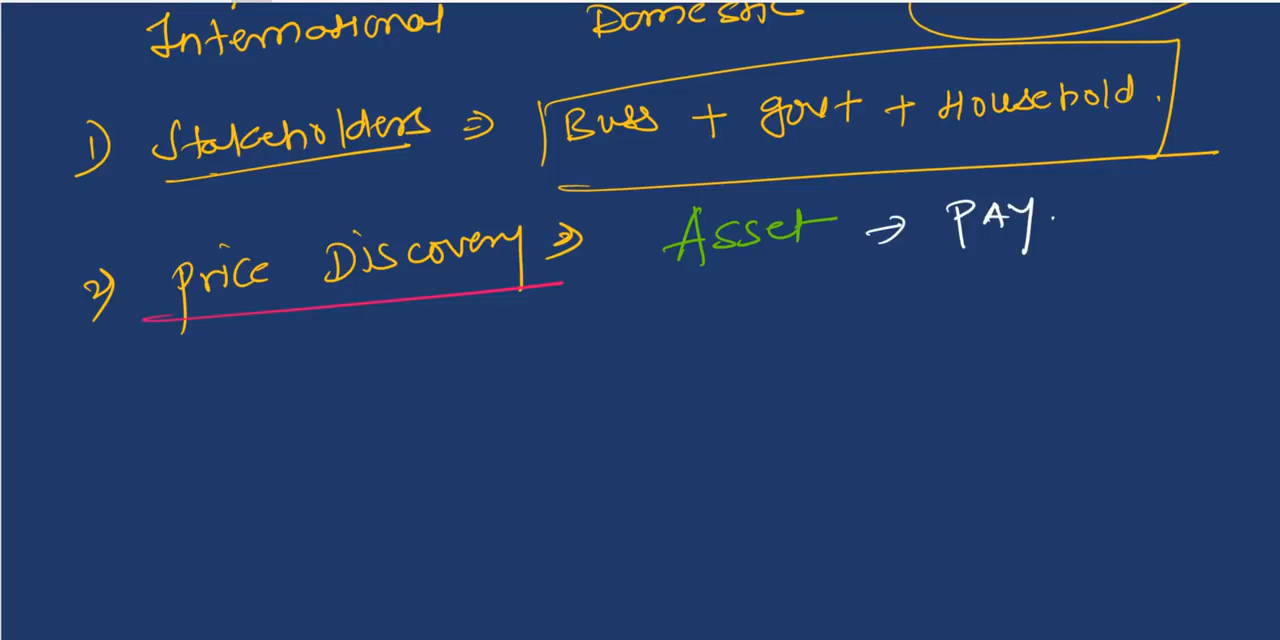 International Domestic
1) Stakeholders ⇒ Buss + govt + Household.
2) Price Discovery ⇒ Asset → PAY.